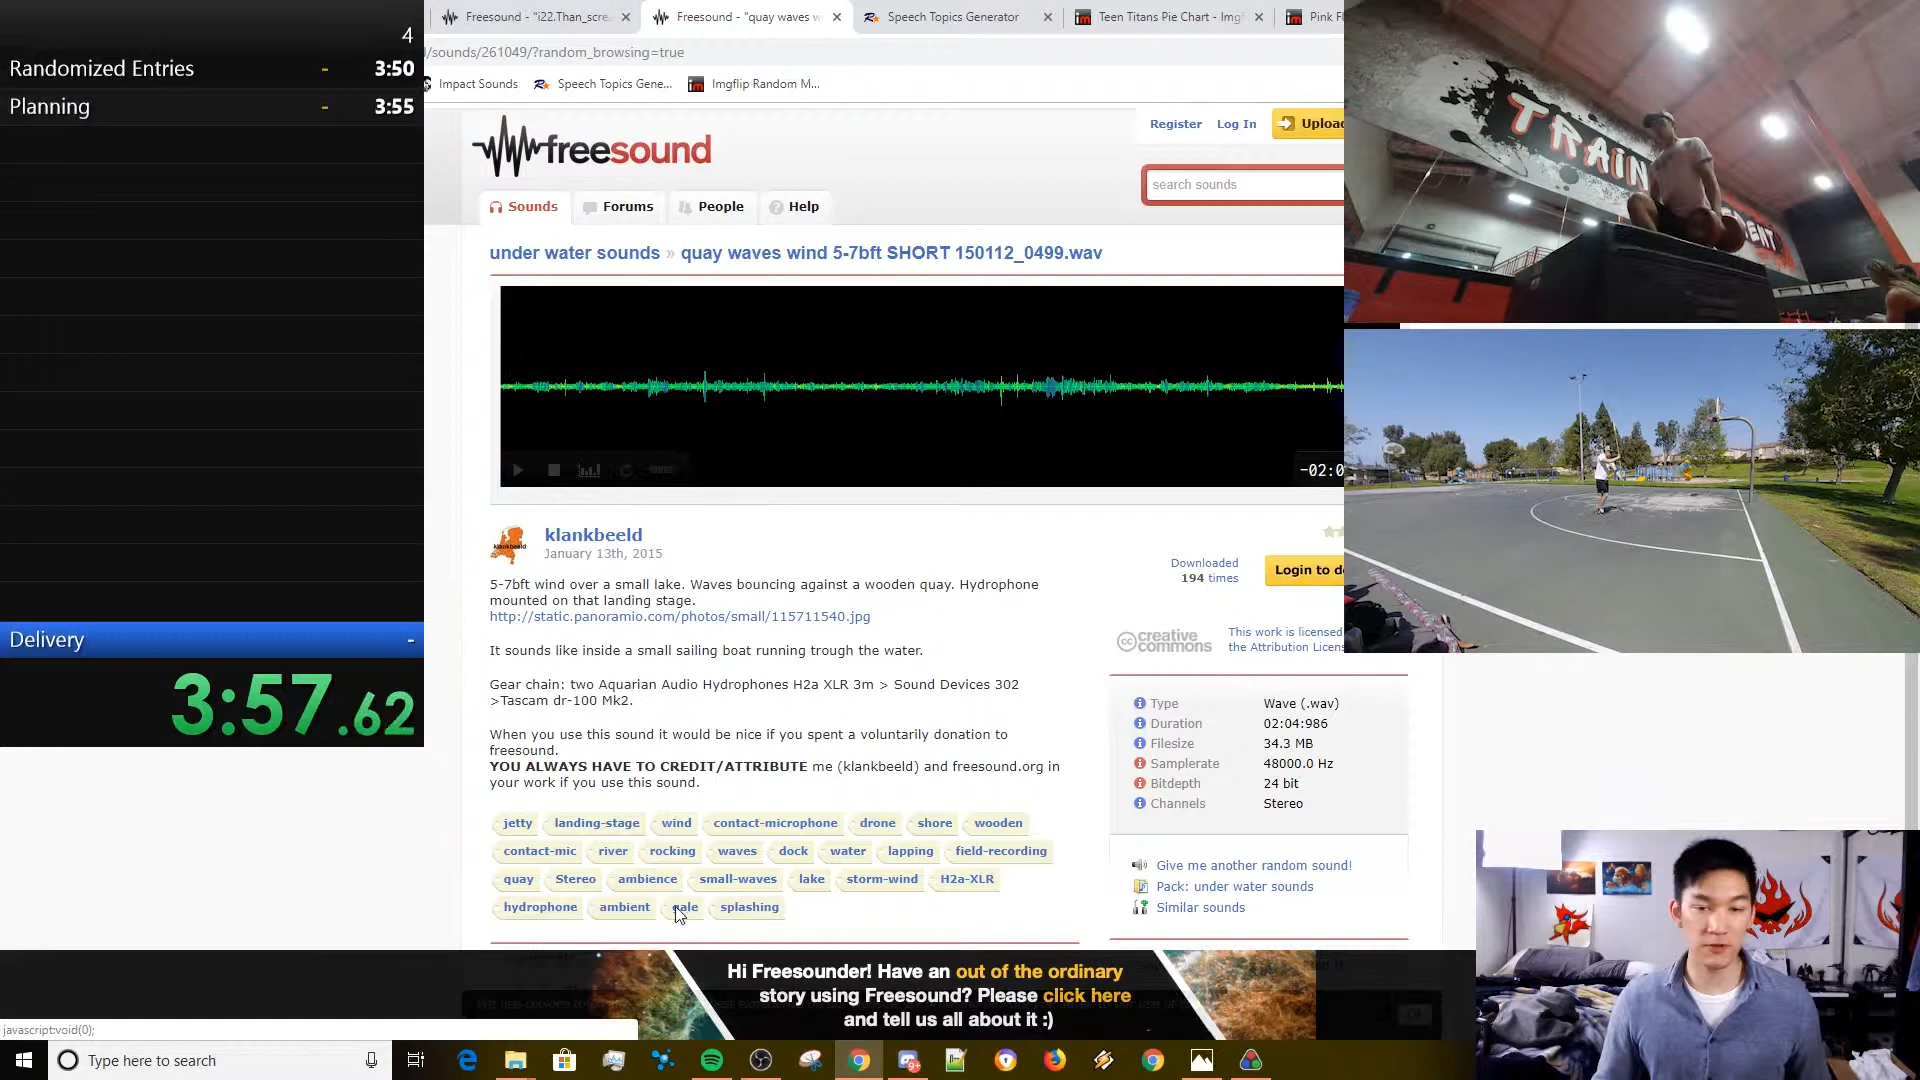 4
Randomized Entries - 3:50
Planning - 3:55
Delivery -
3:57.62
Freesound - "i22.Than_scre
Freesound - "quay waves w
Speech Topics Generator
Teen Titans Pie Chart - Imgf
Pink Fl
/sounds/261049/?random_browsing=true
Impact Sounds
Speech Topics Gene...
Imgflip Random M...
freesound
Register
Log In
Upload
search sounds
Sounds
Forums
People
Help
under water sounds » quay waves wind 5-7bft SHORT 150112_0499.wav
-02:0
klankbeeld
January 13th, 2015
Downloaded
194 times
Login to do
5-7bft wind over a small lake. Waves bouncing against a wooden quay. Hydrophone
mounted on that landing stage.
http://static.panoramio.com/photos/small/115711540.jpg
It sounds like inside a small sailing boat running trough the water.
Gear chain: two Aquarian Audio Hydrophones H2a XLR 3m > Sound Devices 302
>Tascam dr-100 Mk2.
When you use this sound it would be nice if you spent a voluntarily donation to
freesound.
YOU ALWAYS HAVE TO CREDIT/ATTRIBUTE me (klankbeeld) and freesound.org in
your work if you use this sound.
cc creative commons
This work is licensed
the Attribution Licens
jetty landing-stage wind contact-microphone drone shore wooden
contact-mic river rocking waves dock water lapping field-recording
quay Stereo ambience small-waves lake storm-wind H2a-XLR
hydrophone ambient gale splashing
Type Wave (.wav)
Duration 02:04:986
Filesize 34.3 MB
Samplerate 48000.0 Hz
Bitdepth 24 bit
Channels Stereo
Give me another random sound!
Pack: under water sounds
Similar sounds
Hi Freesounder! Have an out of the ordinary
story using Freesound? Please click here
and tell us all about it :)
javascript:void(0);
Type here to search
TRAIN